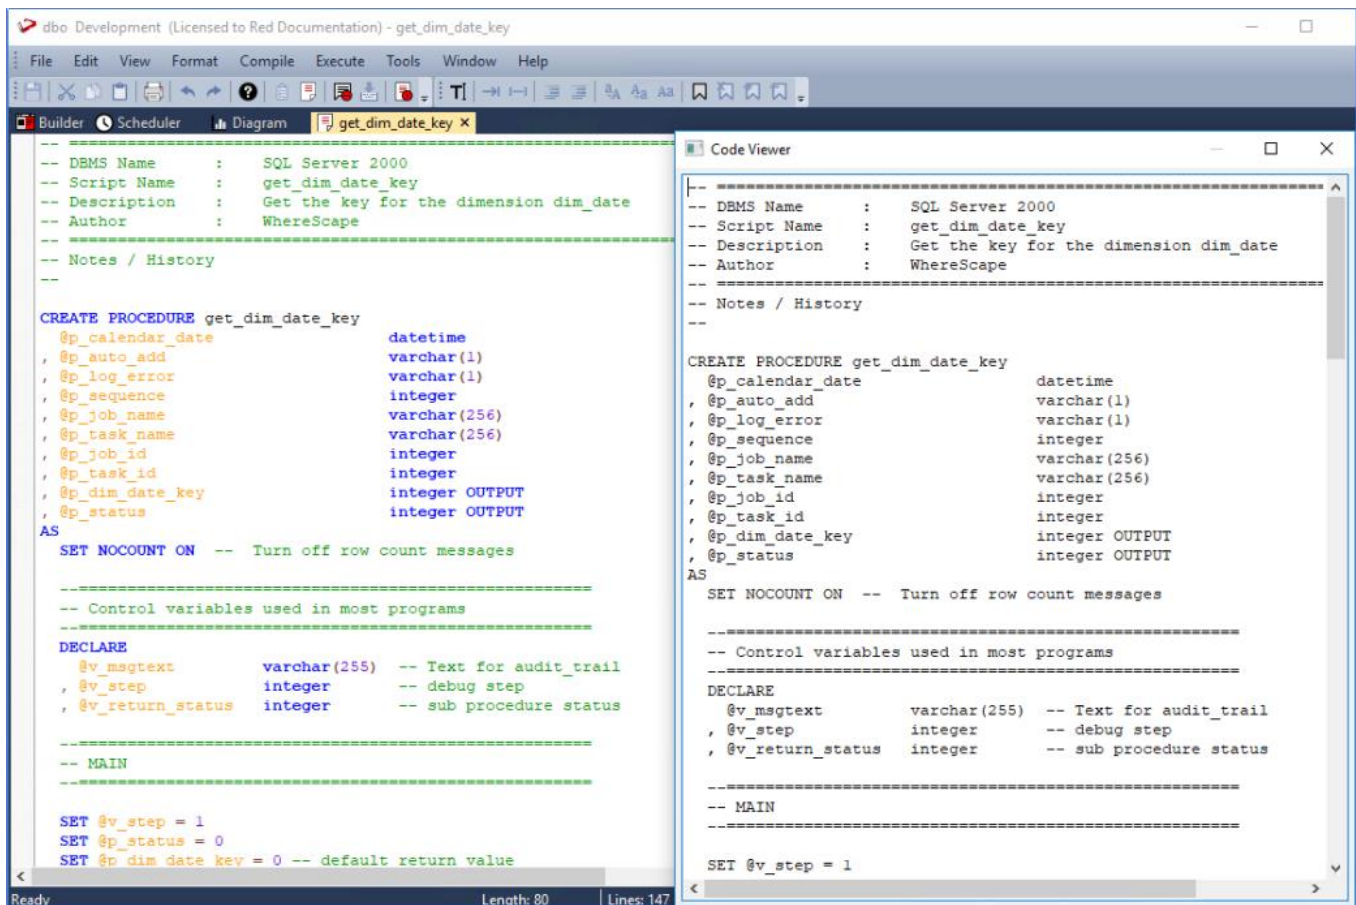 dbo Development (Licensed to Red Documentation) - get_dim_date_key
File Edit View Format Compile Execute Tools Window Help
Builder Scheduler Diagram get_dim_date_key ×
-- ==================================================================
-- DBMS Name : SQL Server 2000
-- Script Name : get_dim_date_key
-- Description : Get the key for the dimension dim_date
-- Author : WhereScape
-- ==================================================================
-- Notes / History
--
CREATE PROCEDURE get_dim_date_key
@p_calendar_date datetime
, @p_auto_add varchar(1)
, @p_log_error varchar(1)
, @p_sequence integer
, @p_job_name varchar(256)
, @p_task_name varchar(256)
, @p_job_id integer
, @p_task_id integer
, @p_dim_date_key integer OUTPUT
, @p_status integer OUTPUT
AS
SET NOCOUNT ON -- Turn off row count messages
--=====================================================
-- Control variables used in most programs
--=====================================================
DECLARE
@v_msgtext varchar(255) -- Text for audit_trail
, @v_step integer -- debug step
, @v_return_status integer -- sub procedure status
--=====================================================
-- MAIN
--=====================================================
SET @v_step = 1
SET @p_status = 0
SET @p_dim_date_key = 0 -- default return value
Ready Length: 80 Lines: 147
Code Viewer
-- ===============================================================
-- DBMS Name : SQL Server 2000
-- Script Name : get_dim_date_key
-- Description : Get the key for the dimension dim_date
-- Author : WhereScape
-- ===============================================================
-- Notes / History
--
CREATE PROCEDURE get_dim_date_key
@p_calendar_date datetime
, @p_auto_add varchar(1)
, @p_log_error varchar(1)
, @p_sequence integer
, @p_job_name varchar(256)
, @p_task_name varchar(256)
, @p_job_id integer
, @p_task_id integer
, @p_dim_date_key integer OUTPUT
, @p_status integer OUTPUT
AS
SET NOCOUNT ON -- Turn off row count messages
--=====================================================
-- Control variables used in most programs
--=====================================================
DECLARE
@v_msgtext varchar(255) -- Text for audit_trail
, @v_step integer -- debug step
, @v_return_status integer -- sub procedure status
--=====================================================
-- MAIN
--=====================================================
SET @v_step = 1